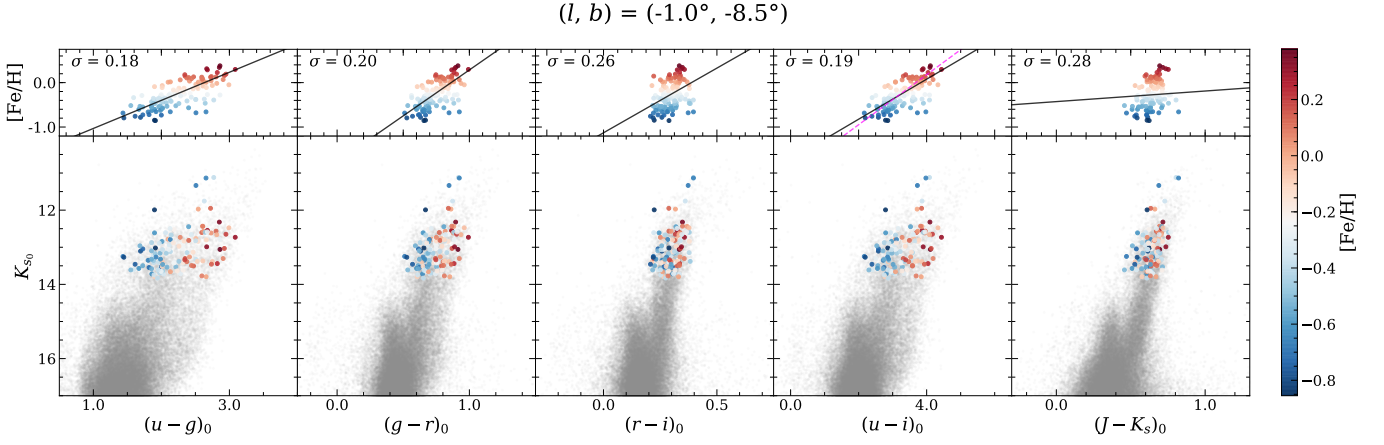 (l, b) = (-1.0°, -8.5°)
σ = 0.18
σ = 0.20
σ = 0.26
σ = 0.19
σ = 0.28
[Fe/H]
0.0
-1.0
K_{s_0}
12
14
16
1.0 3.0
0.0 1.0
0.0 0.5
0.0 4.0
0.0 1.0
(u − g)₀
(g − r)₀
(r − i)₀
(u − i)₀
(J − K_s)₀
0.2
0.0
−0.2
−0.4
−0.6
−0.8
[Fe/H]